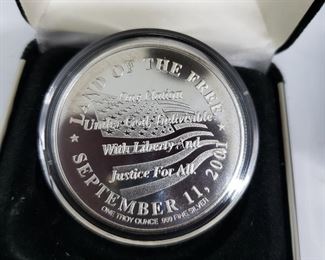 LAND OF THE FREE
One Nation
Under God, Indivisible
With Liberty And
Justice For All.
SEPTEMBER 11, 2001
ONE TROY OUNCE .999 FINE SILVER